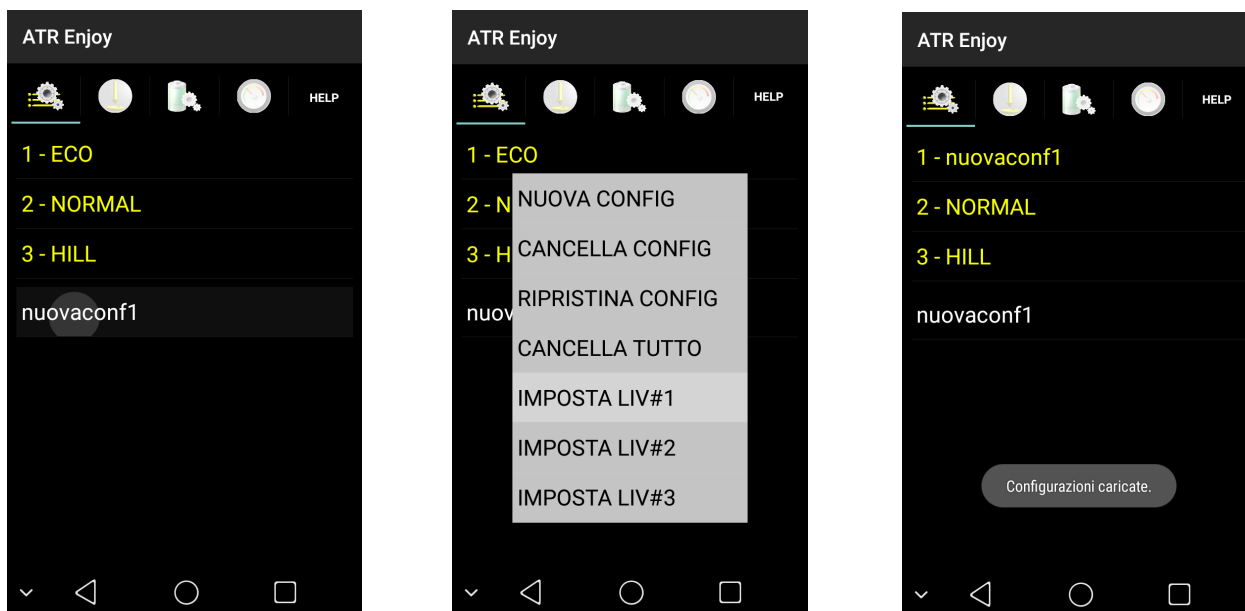 ATR Enjoy
HELP
1 - ECO
2 - NORMAL
3 - HILL
nuovaconf1
ATR Enjoy
HELP
1 - ECO
2 - N
3 - H
nuov
NUOVA CONFIG
CANCELLA CONFIG
RIPRISTINA CONFIG
CANCELLA TUTTO
IMPOSTA LIV#1
IMPOSTA LIV#2
IMPOSTA LIV#3
ATR Enjoy
HELP
1 - nuovaconf1
2 - NORMAL
3 - HILL
nuovaconf1
Configurazioni caricate.